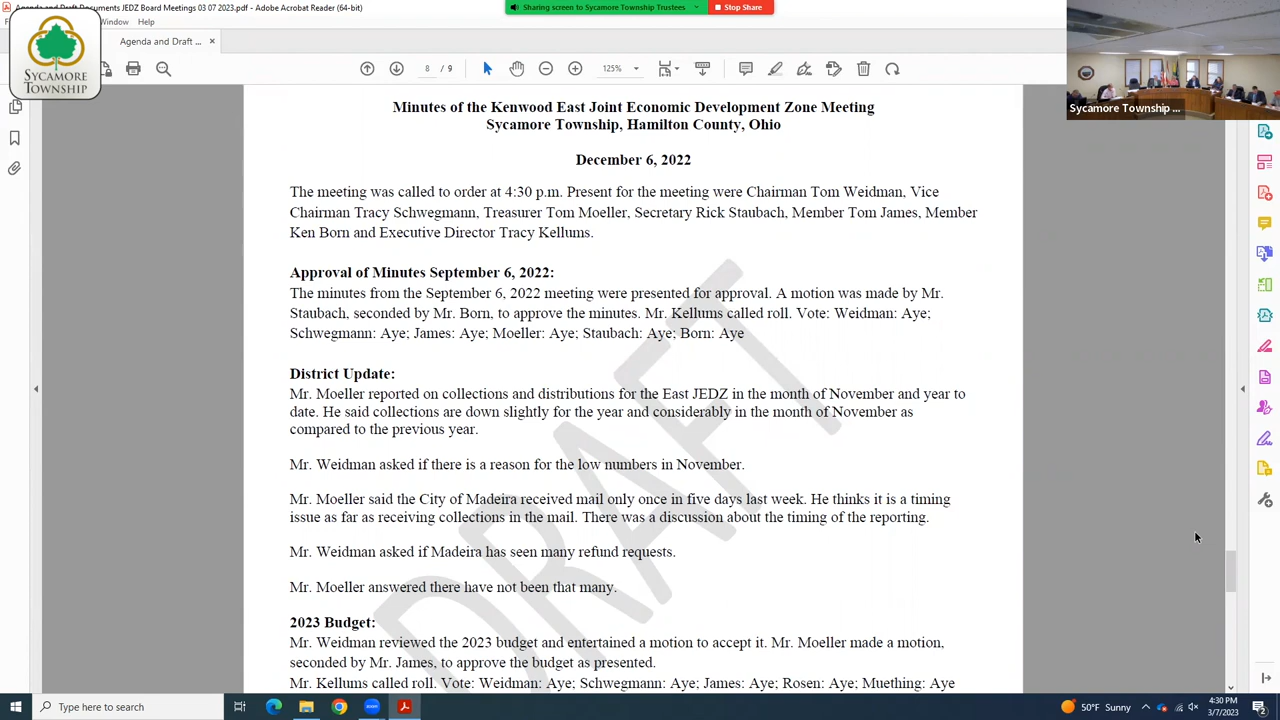 Agenda and Draft Documents JEDZ Board Meetings 03 07 2023.pdf - Adobe Acrobat Reader (64-bit)
Sharing screen to Sycamore Township Trustees
Stop Share
Window Help
Agenda and Draft ... ×
8 / 9
125%
SYCAMORE
TOWNSHIP
Sycamore Township ...
Minutes of the Kenwood East Joint Economic Development Zone Meeting
Sycamore Township, Hamilton County, Ohio
December 6, 2022
The meeting was called to order at 4:30 p.m. Present for the meeting were Chairman Tom Weidman, Vice
Chairman Tracy Schwegmann, Treasurer Tom Moeller, Secretary Rick Staubach, Member Tom James, Member
Ken Born and Executive Director Tracy Kellums.
Approval of Minutes September 6, 2022:
The minutes from the September 6, 2022 meeting were presented for approval. A motion was made by Mr.
Staubach, seconded by Mr. Born, to approve the minutes. Mr. Kellums called roll. Vote: Weidman: Aye;
Schwegmann: Aye; James: Aye; Moeller: Aye; Staubach: Aye; Born: Aye
District Update:
Mr. Moeller reported on collections and distributions for the East JEDZ in the month of November and year to
date. He said collections are down slightly for the year and considerably in the month of November as
compared to the previous year.
Mr. Weidman asked if there is a reason for the low numbers in November.
Mr. Moeller said the City of Madeira received mail only once in five days last week. He thinks it is a timing
issue as far as receiving collections in the mail. There was a discussion about the timing of the reporting.
Mr. Weidman asked if Madeira has seen many refund requests.
Mr. Moeller answered there have not been that many.
2023 Budget:
Mr. Weidman reviewed the 2023 budget and entertained a motion to accept it. Mr. Moeller made a motion,
seconded by Mr. James, to approve the budget as presented.
Mr. Kellums called roll. Vote: Weidman: Aye; Schwegmann: Aye; James: Aye; Rosen: Aye; Muething: Aye
DRAFT
Type here to search
50°F Sunny
4:30 PM
3/7/2023
2